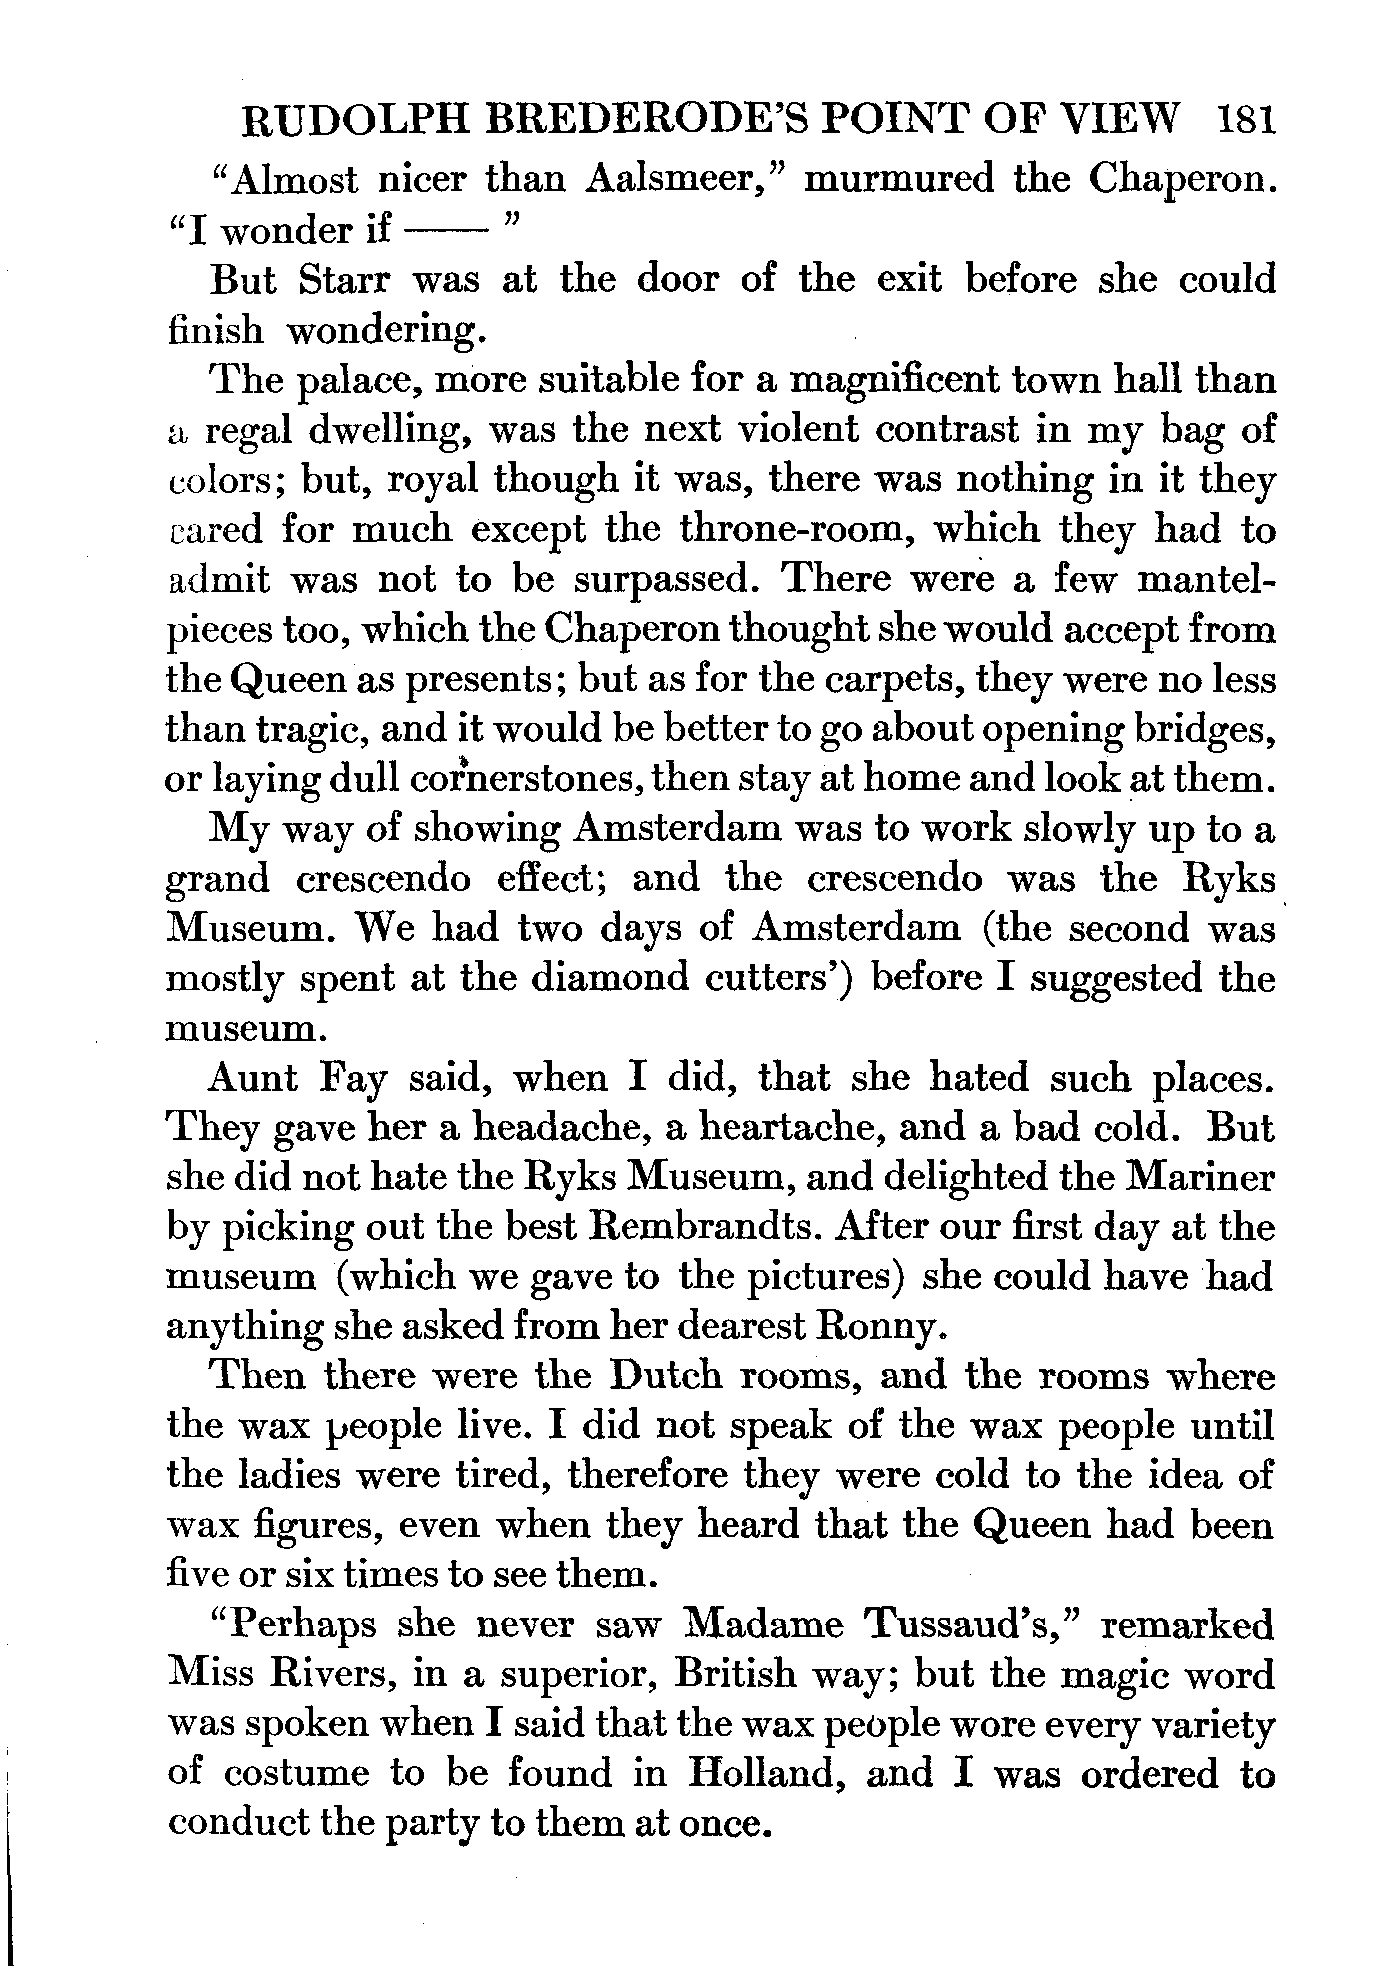 RUDOLPH BREDERODE'S POINT OF VIEW 181
“Almost nicer than Aalsmeer,” murmured the Chaperon.
“I wonder if —— ”
But Starr was at the door of the exit before she could
finish wondering.
The palace, more suitable for a magnificent town hall than
a regal dwelling, was the next violent contrast in my bag of
colors; but, royal though it was, there was nothing in it they
cared for much except the throne-room, which they had to
admit was not to be surpassed. There were a few mantel-
pieces too, which the Chaperon thought she would accept from
the Queen as presents; but as for the carpets, they were no less
than tragic, and it would be better to go about opening bridges,
or laying dull cornerstones, then stay at home and look at them.
My way of showing Amsterdam was to work slowly up to a
grand crescendo effect; and the crescendo was the Ryks
Museum. We had two days of Amsterdam (the second was
mostly spent at the diamond cutters’) before I suggested the
museum.
Aunt Fay said, when I did, that she hated such places.
They gave her a headache, a heartache, and a bad cold. But
she did not hate the Ryks Museum, and delighted the Mariner
by picking out the best Rembrandts. After our first day at the
museum (which we gave to the pictures) she could have had
anything she asked from her dearest Ronny.
Then there were the Dutch rooms, and the rooms where
the wax people live. I did not speak of the wax people until
the ladies were tired, therefore they were cold to the idea of
wax figures, even when they heard that the Queen had been
five or six times to see them.
“Perhaps she never saw Madame Tussaud’s,” remarked
Miss Rivers, in a superior, British way; but the magic word
was spoken when I said that the wax people wore every variety
of costume to be found in Holland, and I was ordered to
conduct the party to them at once.